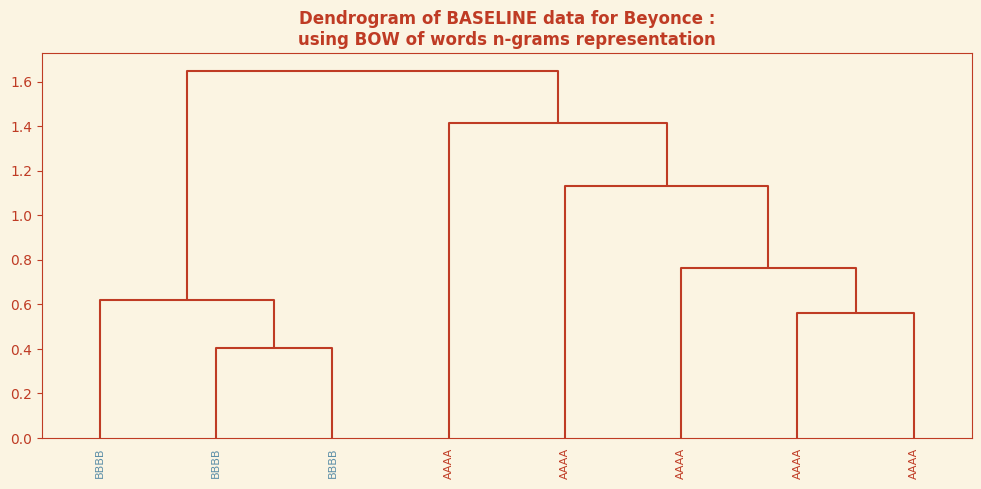 Dendrogram of BASELINE data for Beyonce :
using BOW of words n-grams representation
1.6
1.4
1.2
1.0
0.8
0.6
0.4
0.2
0.0
BBBB
BBBB
BBBB
AAAA
AAAA
AAAA
AAAA
AAAA